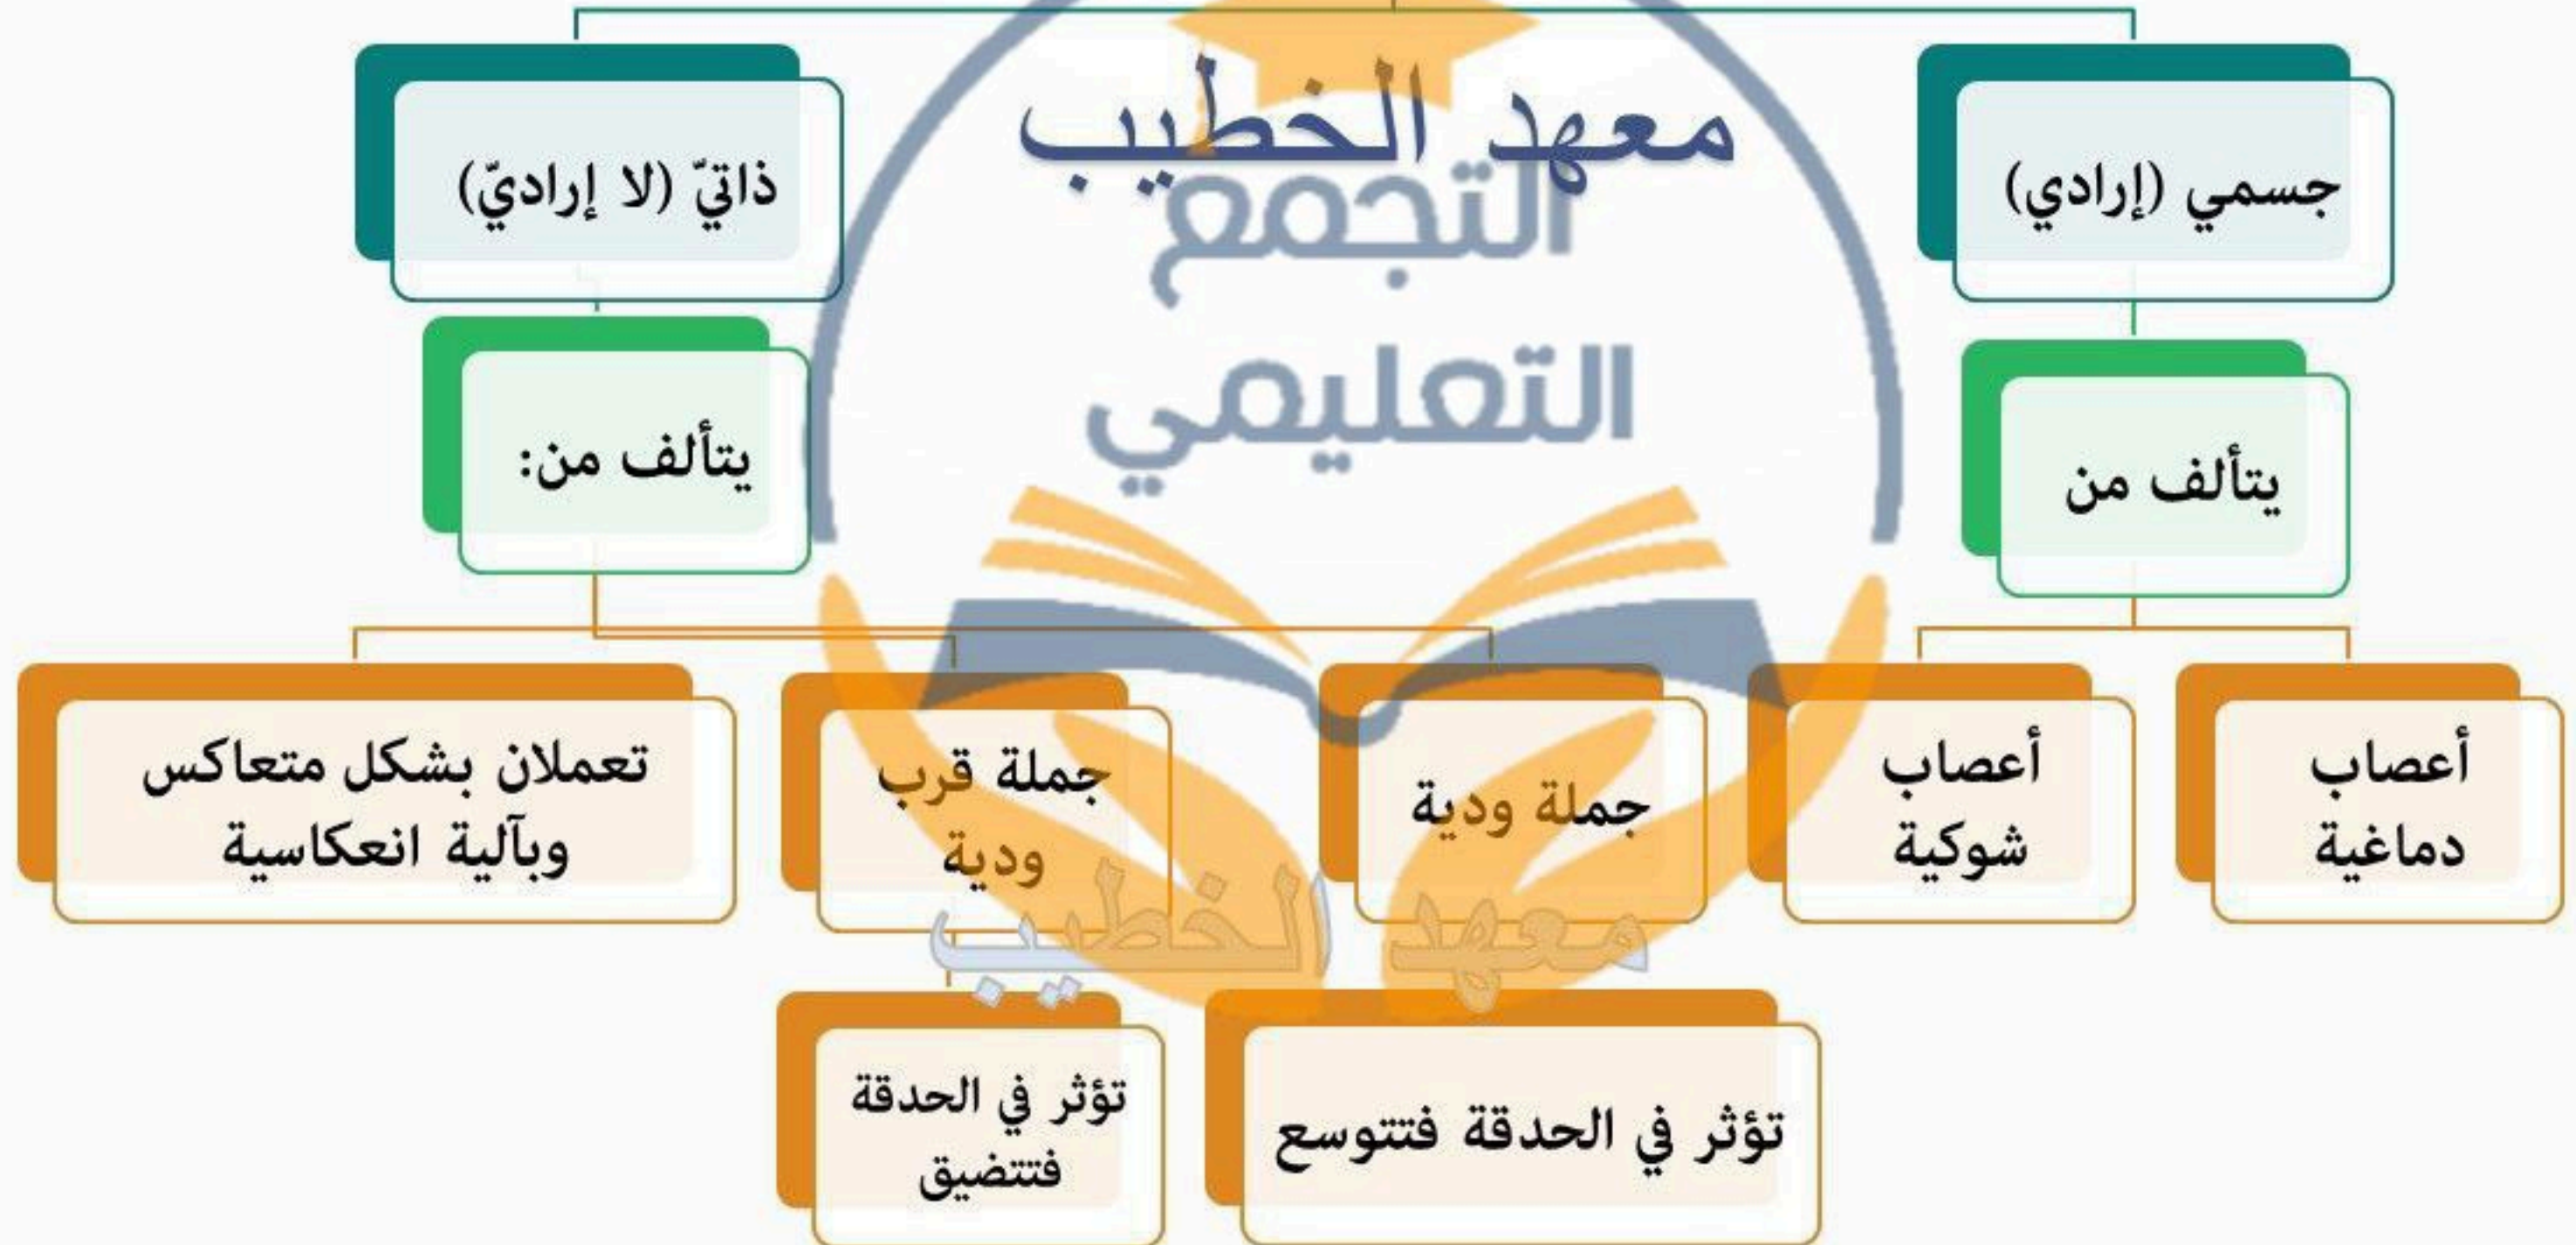 معهد الخطيب
التجمع
التعليمي
جسمي (إرادي)
ذاتيّ (لا إراديّ)
يتألف من
يتألف من:
أعصاب
دماغية
أعصاب
شوكية
جملة ودية
جملة قرب
ودية
تعملان بشكل متعاكس
وبآلية انعكاسية
معهد الخطيب
تؤثر في الحدقة فتتوسع
تؤثر في الحدقة
فتتضيق